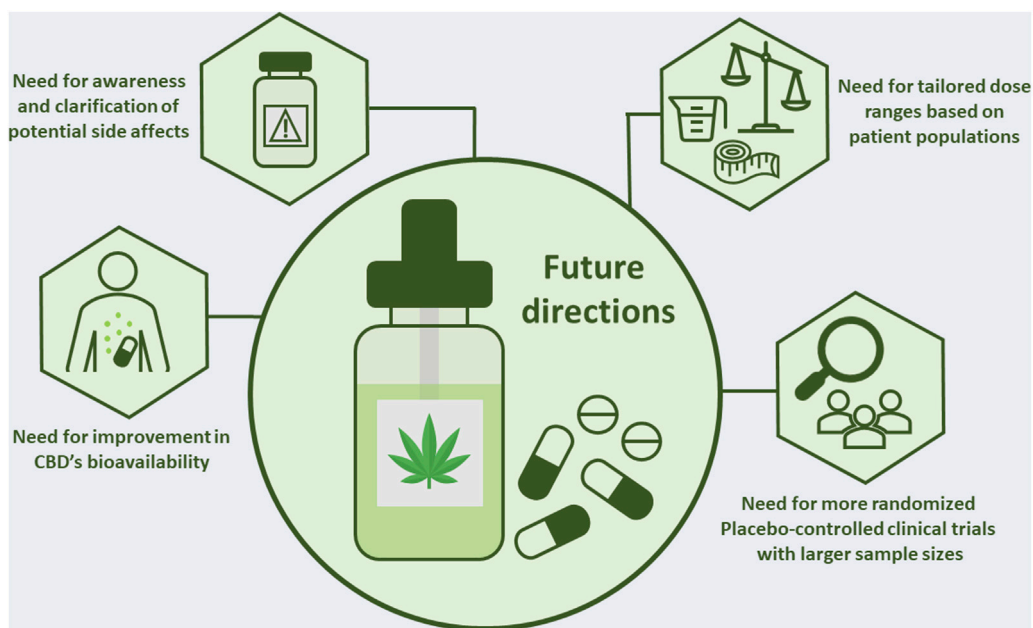 Need for awareness
and clarification of
potential side affects
Need for tailored dose
ranges based on
patient populations
Future
directions
Need for improvement in
CBD's bioavailability
Need for more randomized
Placebo-controlled clinical trials
with larger sample sizes